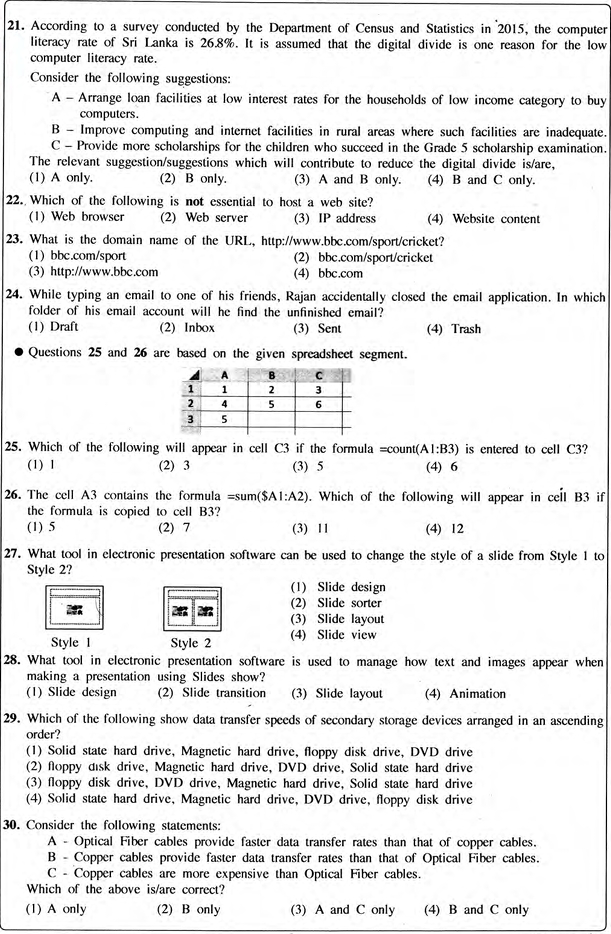 21. According to a survey conducted by the Department of Census and Statistics in 2015, the computer
literacy rate of Sri Lanka is 26.8%. It is assumed that the digital divide is one reason for the low
computer literacy rate.
Consider the following suggestions:
A – Arrange loan facilities at low interest rates for the households of low income category to buy
computers.
B – Improve computing and internet facilities in rural areas where such facilities are inadequate.
C – Provide more scholarships for the children who succeed in the Grade 5 scholarship examination.
The relevant suggestion/suggestions which will contribute to reduce the digital divide is/are,
(1) A only. (2) B only. (3) A and B only. (4) B and C only.
22. Which of the following is not essential to host a web site?
(1) Web browser (2) Web server (3) IP address (4) Website content
23. What is the domain name of the URL, http://www.bbc.com/sport/cricket?
(1) bbc.com/sport (2) bbc.com/sport/cricket
(3) http://www.bbc.com (4) bbc.com
24. While typing an email to one of his friends, Rajan accidentally closed the email application. In which
folder of his email account will he find the unfinished email?
(1) Draft (2) Inbox (3) Sent (4) Trash
● Questions 25 and 26 are based on the given spreadsheet segment.
A B C
1 1 2 3
2 4 5 6
3 5
25. Which of the following will appear in cell C3 if the formula =count(A1:B3) is entered to cell C3?
(1) 1 (2) 3 (3) 5 (4) 6
26. The cell A3 contains the formula =sum($A1:A2). Which of the following will appear in cell B3 if
the formula is copied to cell B3?
(1) 5 (2) 7 (3) 11 (4) 12
27. What tool in electronic presentation software can be used to change the style of a slide from Style 1 to
Style 2?
(1) Slide design
(2) Slide sorter
(3) Slide layout
(4) Slide view
Style 1 Style 2
28. What tool in electronic presentation software is used to manage how text and images appear when
making a presentation using Slides show?
(1) Slide design (2) Slide transition (3) Slide layout (4) Animation
29. Which of the following show data transfer speeds of secondary storage devices arranged in an ascending
order?
(1) Solid state hard drive, Magnetic hard drive, floppy disk drive, DVD drive
(2) floppy disk drive, Magnetic hard drive, DVD drive, Solid state hard drive
(3) floppy disk drive, DVD drive, Magnetic hard drive, Solid state hard drive
(4) Solid state hard drive, Magnetic hard drive, DVD drive, floppy disk drive
30. Consider the following statements:
A - Optical Fiber cables provide faster data transfer rates than that of copper cables.
B - Copper cables provide faster data transfer rates than that of Optical Fiber cables.
C - Copper cables are more expensive than Optical Fiber cables.
Which of the above is/are correct?
(1) A only (2) B only (3) A and C only (4) B and C only